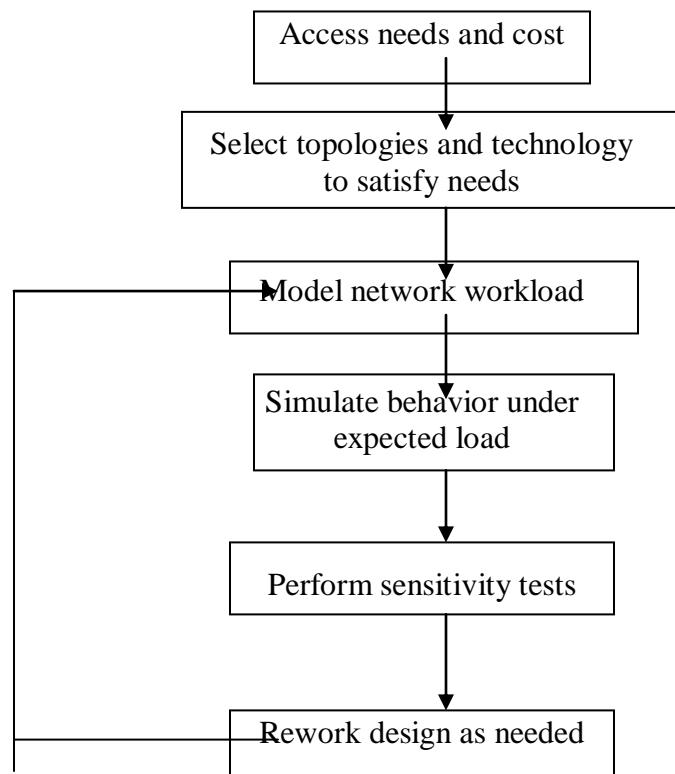 Access needs and cost
Select topologies and technology
to satisfy needs
Model network workload
Simulate behavior under
expected load
Perform sensitivity tests
Rework design as needed